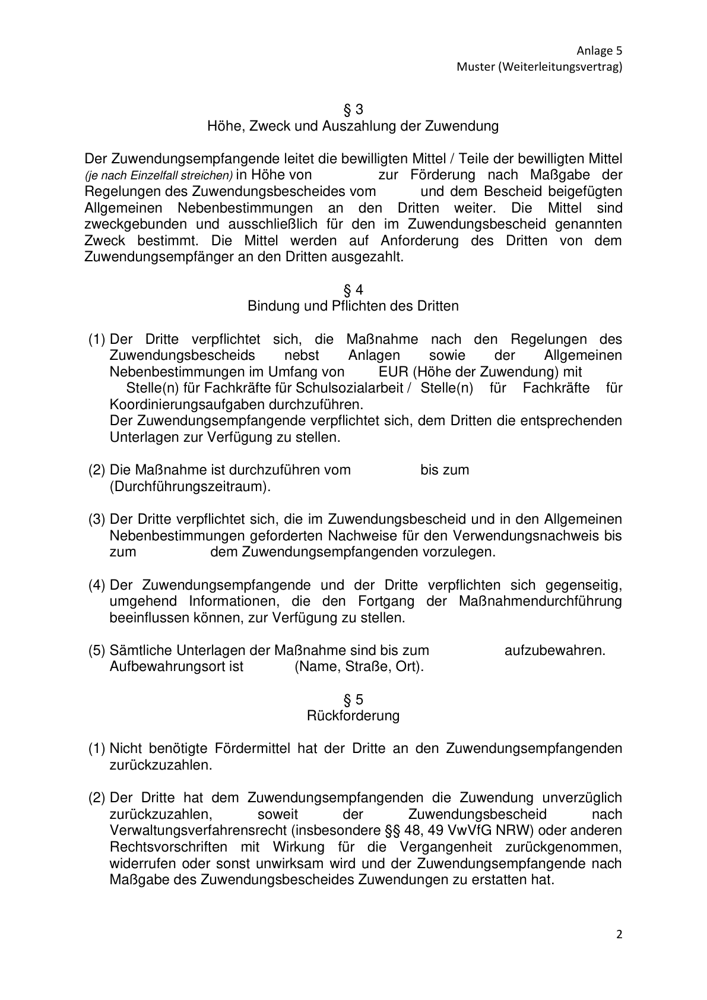 Anlage 5
Muster (Weiterleitungsvertrag)
§ 3
Höhe, Zweck und Auszahlung der Zuwendung
Der Zuwendungsempfangende leitet die bewilligten Mittel / Teile der bewilligten Mittel
(je nach Einzelfall streichen) in Höhe von zur Förderung nach Maßgabe der
Regelungen des Zuwendungsbescheides vom und dem Bescheid beigefügten
Allgemeinen Nebenbestimmungen an den Dritten weiter. Die Mittel sind
zweckgebunden und ausschließlich für den im Zuwendungsbescheid genannten
Zweck bestimmt. Die Mittel werden auf Anforderung des Dritten von dem
Zuwendungsempfänger an den Dritten ausgezahlt.
§ 4
Bindung und Pflichten des Dritten
(1) Der Dritte verpflichtet sich, die Maßnahme nach den Regelungen des
Zuwendungsbescheids nebst Anlagen sowie der Allgemeinen
Nebenbestimmungen im Umfang von EUR (Höhe der Zuwendung) mit
Stelle(n) für Fachkräfte für Schulsozialarbeit / Stelle(n) für Fachkräfte für
Koordinierungsaufgaben durchzuführen.
Der Zuwendungsempfangende verpflichtet sich, dem Dritten die entsprechenden
Unterlagen zur Verfügung zu stellen.
(2) Die Maßnahme ist durchzuführen vom bis zum
(Durchführungszeitraum).
(3) Der Dritte verpflichtet sich, die im Zuwendungsbescheid und in den Allgemeinen
Nebenbestimmungen geforderten Nachweise für den Verwendungsnachweis bis
zum dem Zuwendungsempfangenden vorzulegen.
(4) Der Zuwendungsempfangende und der Dritte verpflichten sich gegenseitig,
umgehend Informationen, die den Fortgang der Maßnahmendurchführung
beeinflussen können, zur Verfügung zu stellen.
(5) Sämtliche Unterlagen der Maßnahme sind bis zum aufzubewahren.
Aufbewahrungsort ist (Name, Straße, Ort).
§ 5
Rückforderung
(1) Nicht benötigte Fördermittel hat der Dritte an den Zuwendungsempfangenden
zurückzuzahlen.
(2) Der Dritte hat dem Zuwendungsempfangenden die Zuwendung unverzüglich
zurückzuzahlen, soweit der Zuwendungsbescheid nach
Verwaltungsverfahrensrecht (insbesondere §§ 48, 49 VwVfG NRW) oder anderen
Rechtsvorschriften mit Wirkung für die Vergangenheit zurückgenommen,
widerrufen oder sonst unwirksam wird und der Zuwendungsempfangende nach
Maßgabe des Zuwendungsbescheides Zuwendungen zu erstatten hat.
2